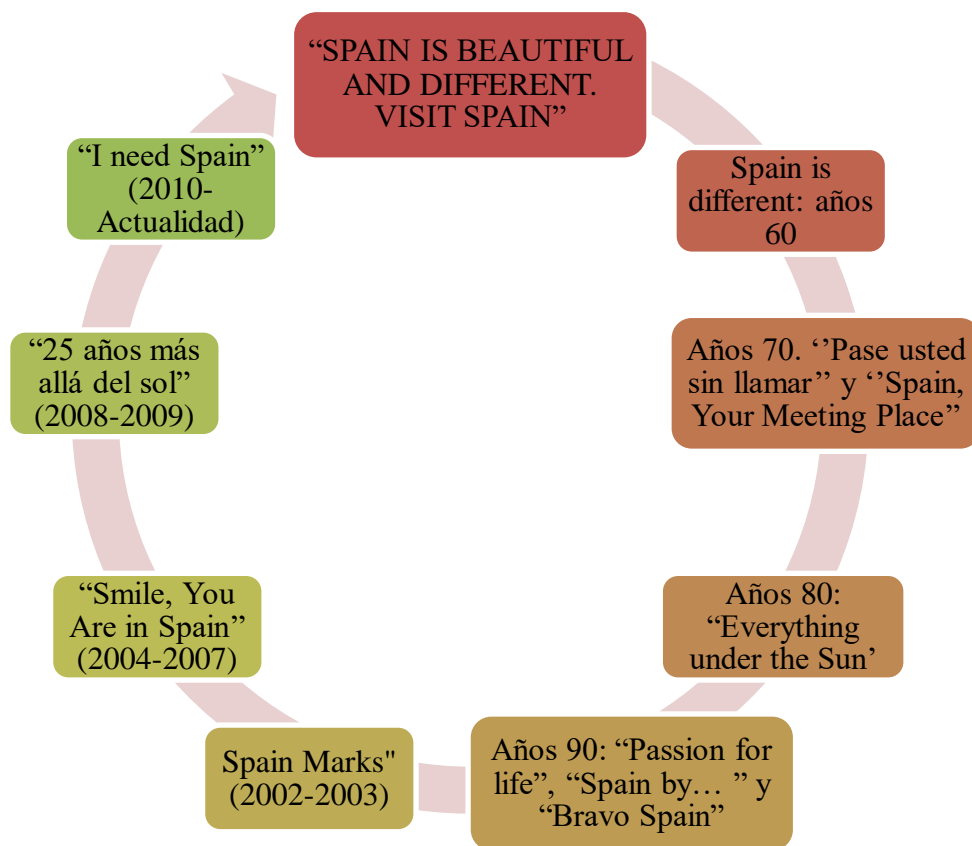 “SPAIN IS BEAUTIFUL
AND DIFFERENT.
VISIT SPAIN”
Spain is
different: años
60
Años 70. ‘’Pase usted
sin llamar’’ y ‘’Spain,
Your Meeting Place”
Años 80:
“Everything
under the Sun’
Años 90: “Passion for
life”, “Spain by… ” y
“Bravo Spain”
Spain Marks"
(2002-2003)
“Smile, You
Are in Spain”
(2004-2007)
“25 años más
allá del sol”
(2008-2009)
“I need Spain”
(2010-
Actualidad)